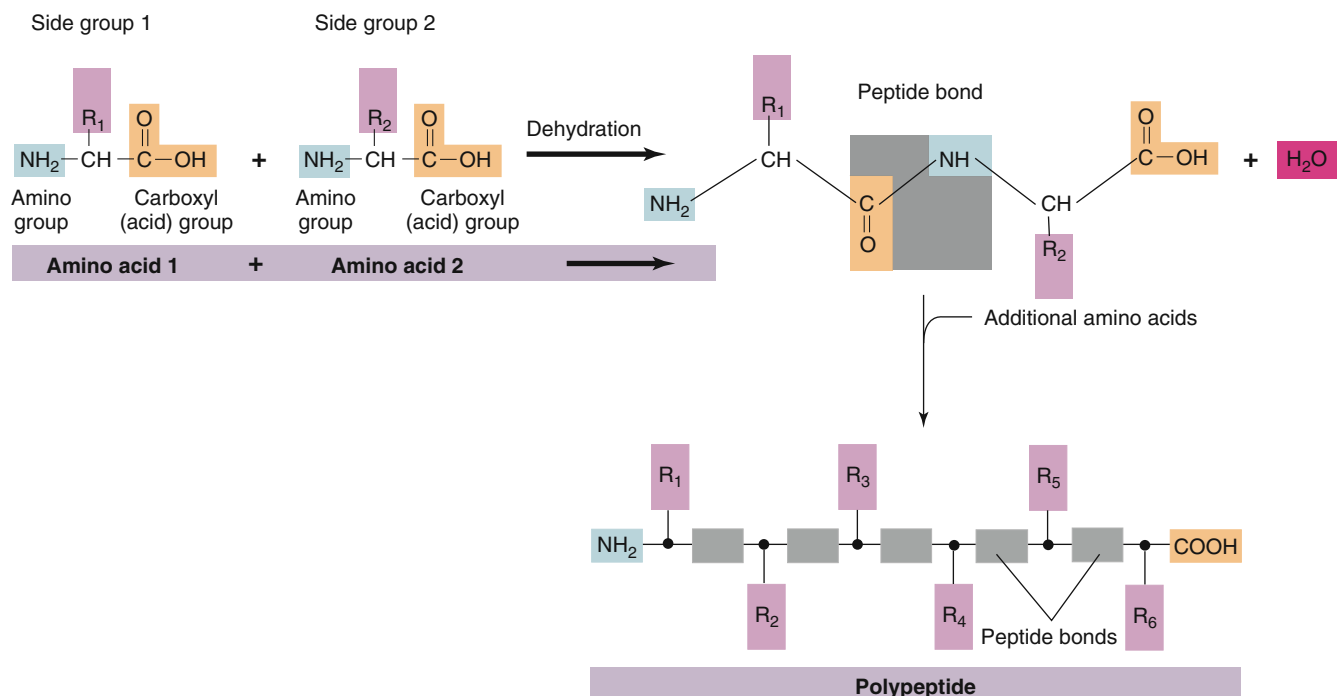 Side group 1
Side group 2
R1
O
NH2 CH C OH
+
R2
O
NH2 CH C OH
Amino group
Carboxyl (acid) group
Amino group
Carboxyl (acid) group
Amino acid 1 + Amino acid 2
Dehydration
Peptide bond
R1
CH
NH2
C
O
NH
CH
R2
O
C OH
+ H2O
Additional amino acids
R1 R3 R5
NH2 COOH
R2 R4 R6
Peptide bonds
Polypeptide